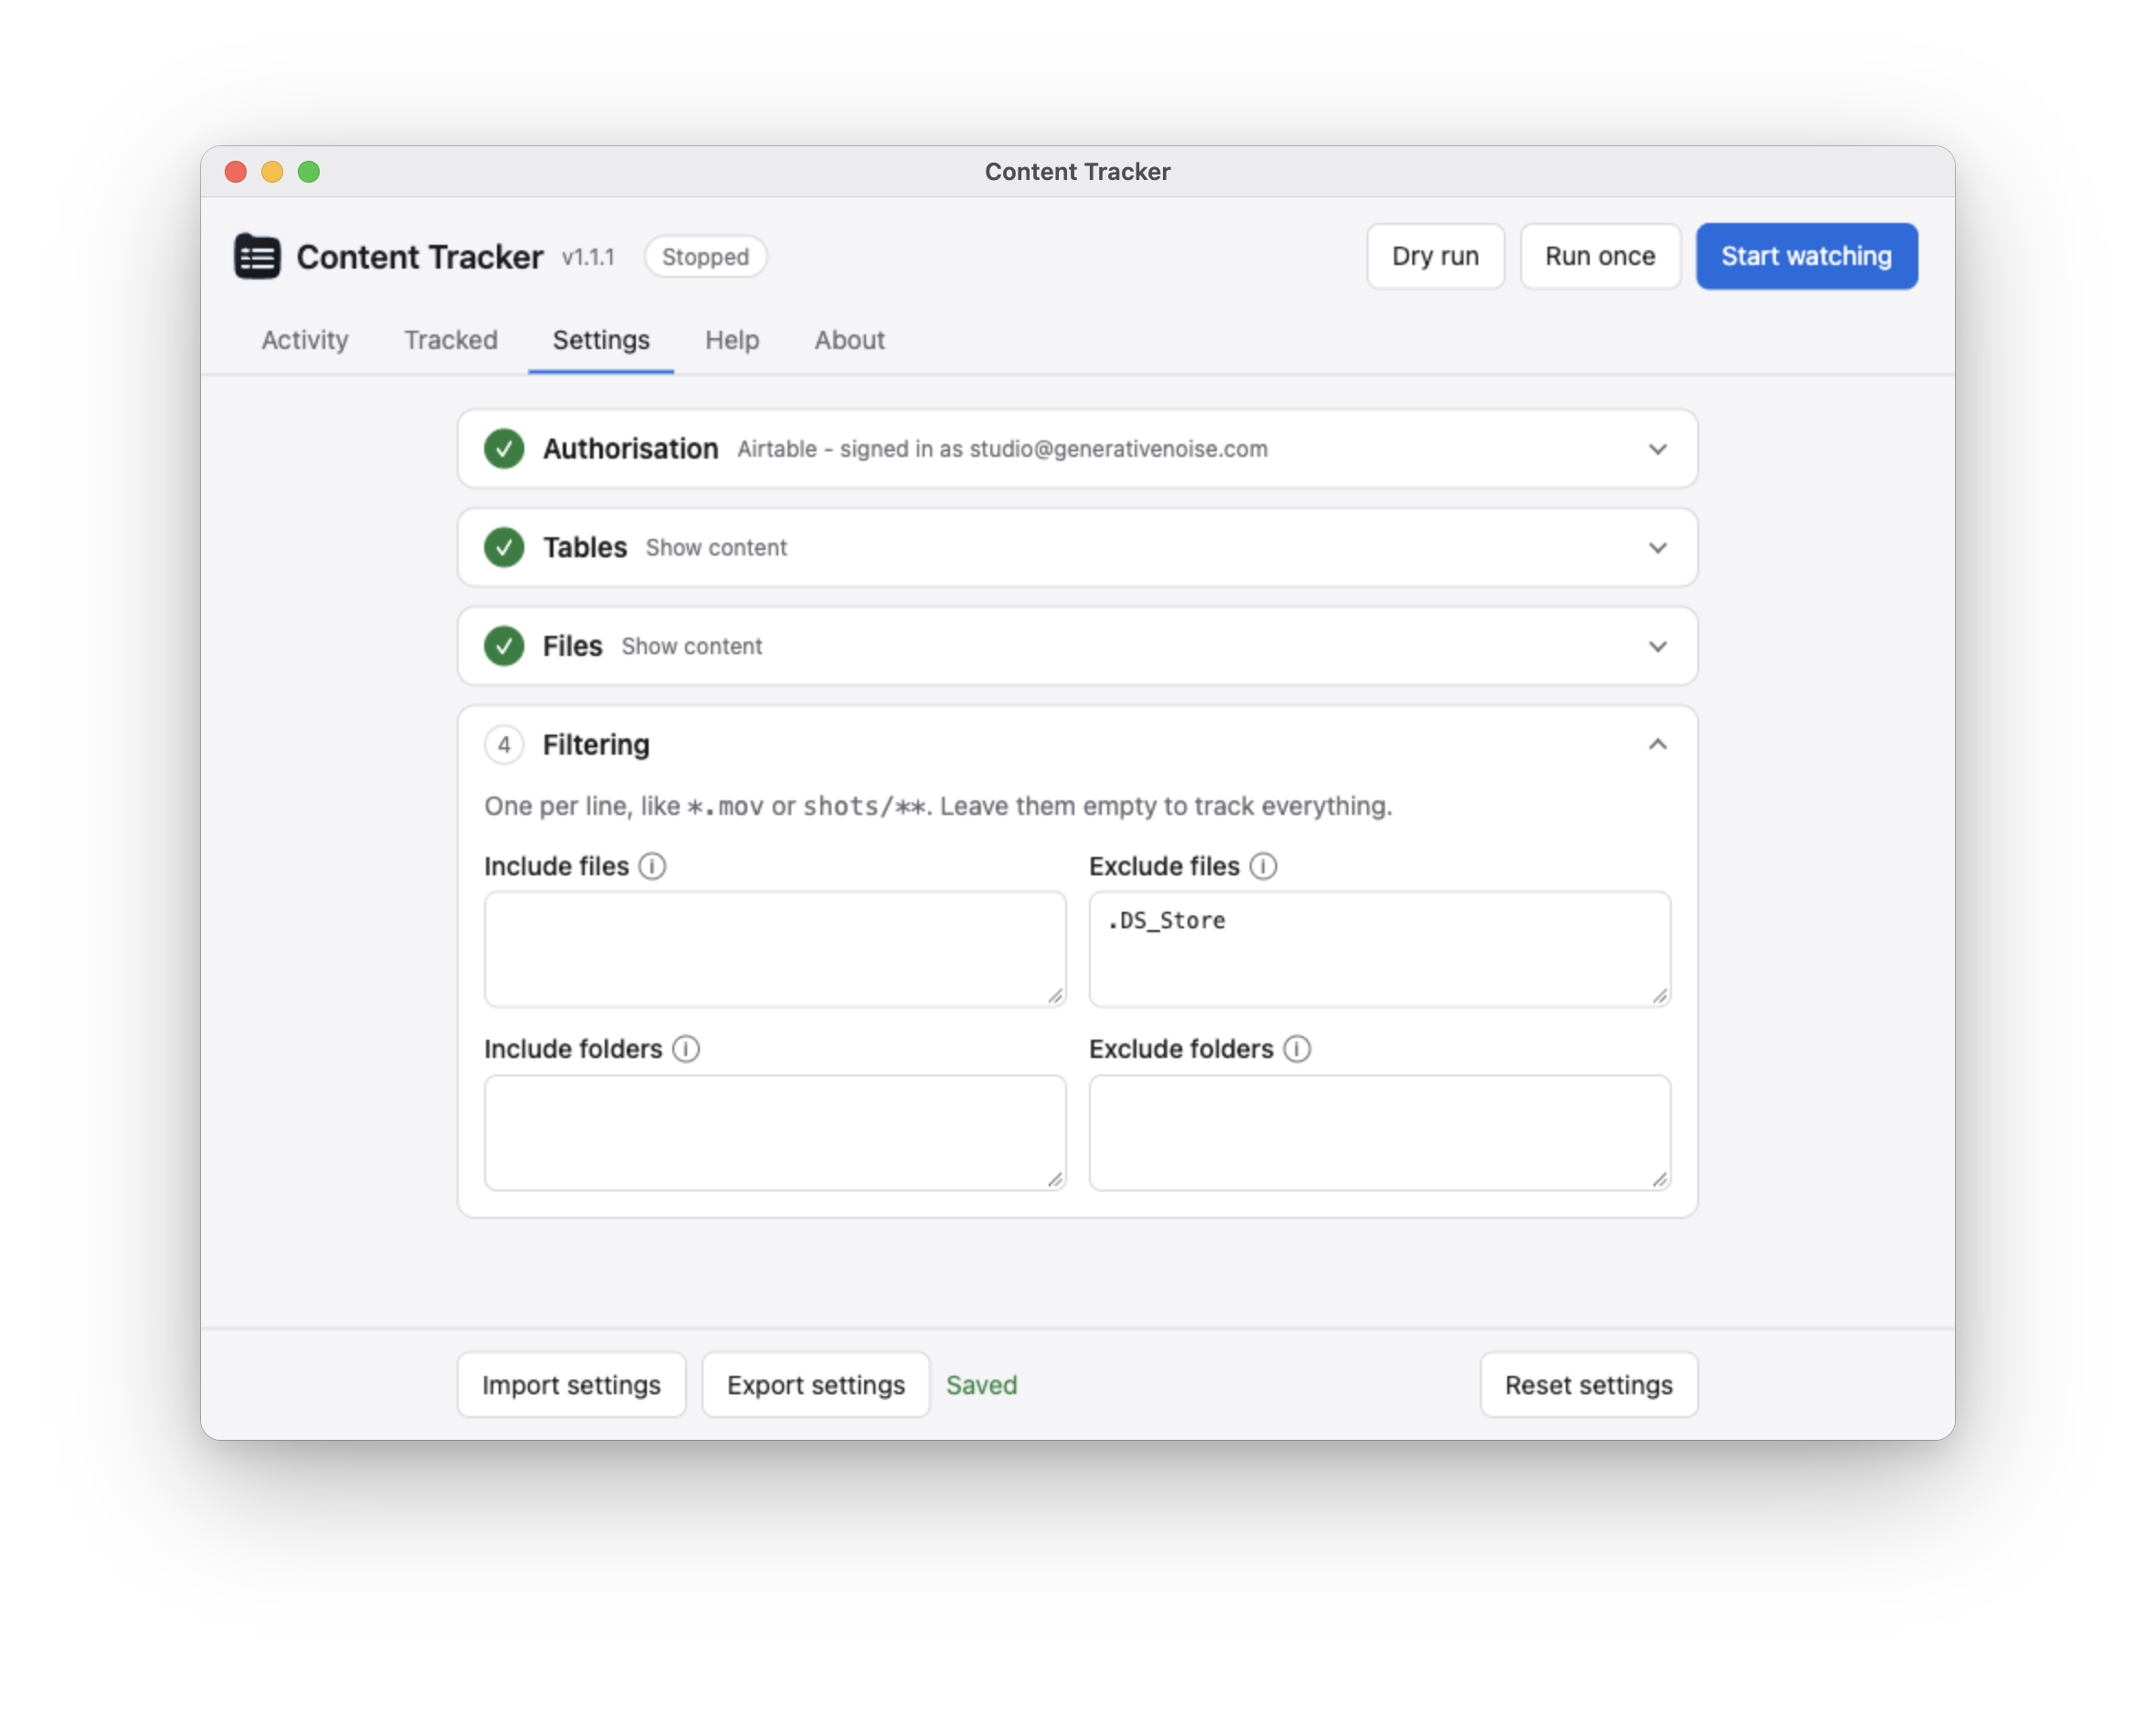 Content Tracker
Content Tracker v1.1.1 Stopped Dry run Run once Start watching
Activity Tracked Settings Help About
Authorisation Airtable - signed in as studio@generativenoise.com
Tables Show content
Files Show content
4 Filtering
One per line, like *.mov or shots/**. Leave them empty to track everything.
Include files Exclude files
.DS_Store
Include folders Exclude folders
Import settings Export settings Saved Reset settings